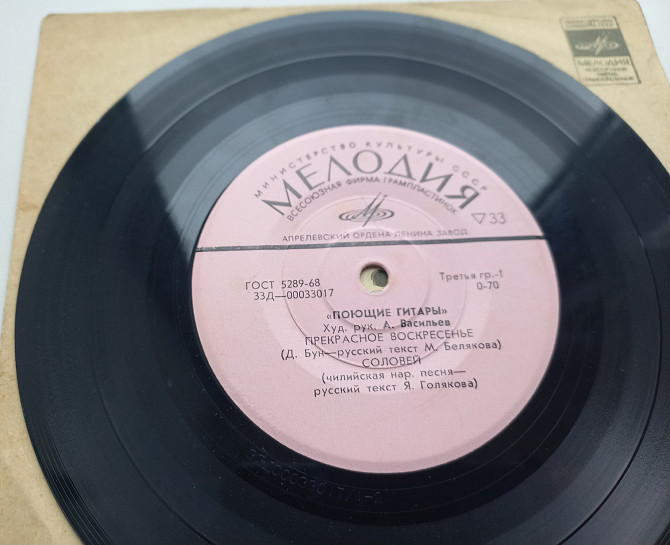 МЕЛОДИЯ
МИНИСТЕРСТВО КУЛЬТУРЫ СССР
МЕЛОДИЯ
ВСЕСОЮЗНАЯ ФИРМА ГРАМПЛАСТИНОК
33
АПРЕЛЕВСКИЙ ОРДЕНА ЛЕНИНА ЗАВОД
ГОСТ 5289-68
33Д—00033017
Третья гр.-1
0-70
«ПОЮЩИЕ ГИТАРЫ»
Худ. рук. А. Васильев
ПРЕКРАСНОЕ ВОСКРЕСЕНЬЕ
(Д. Бун—русский текст М. Белякова)
СОЛОВЕЙ
(чилийская нар. песня—
русский текст Я. Голякова)